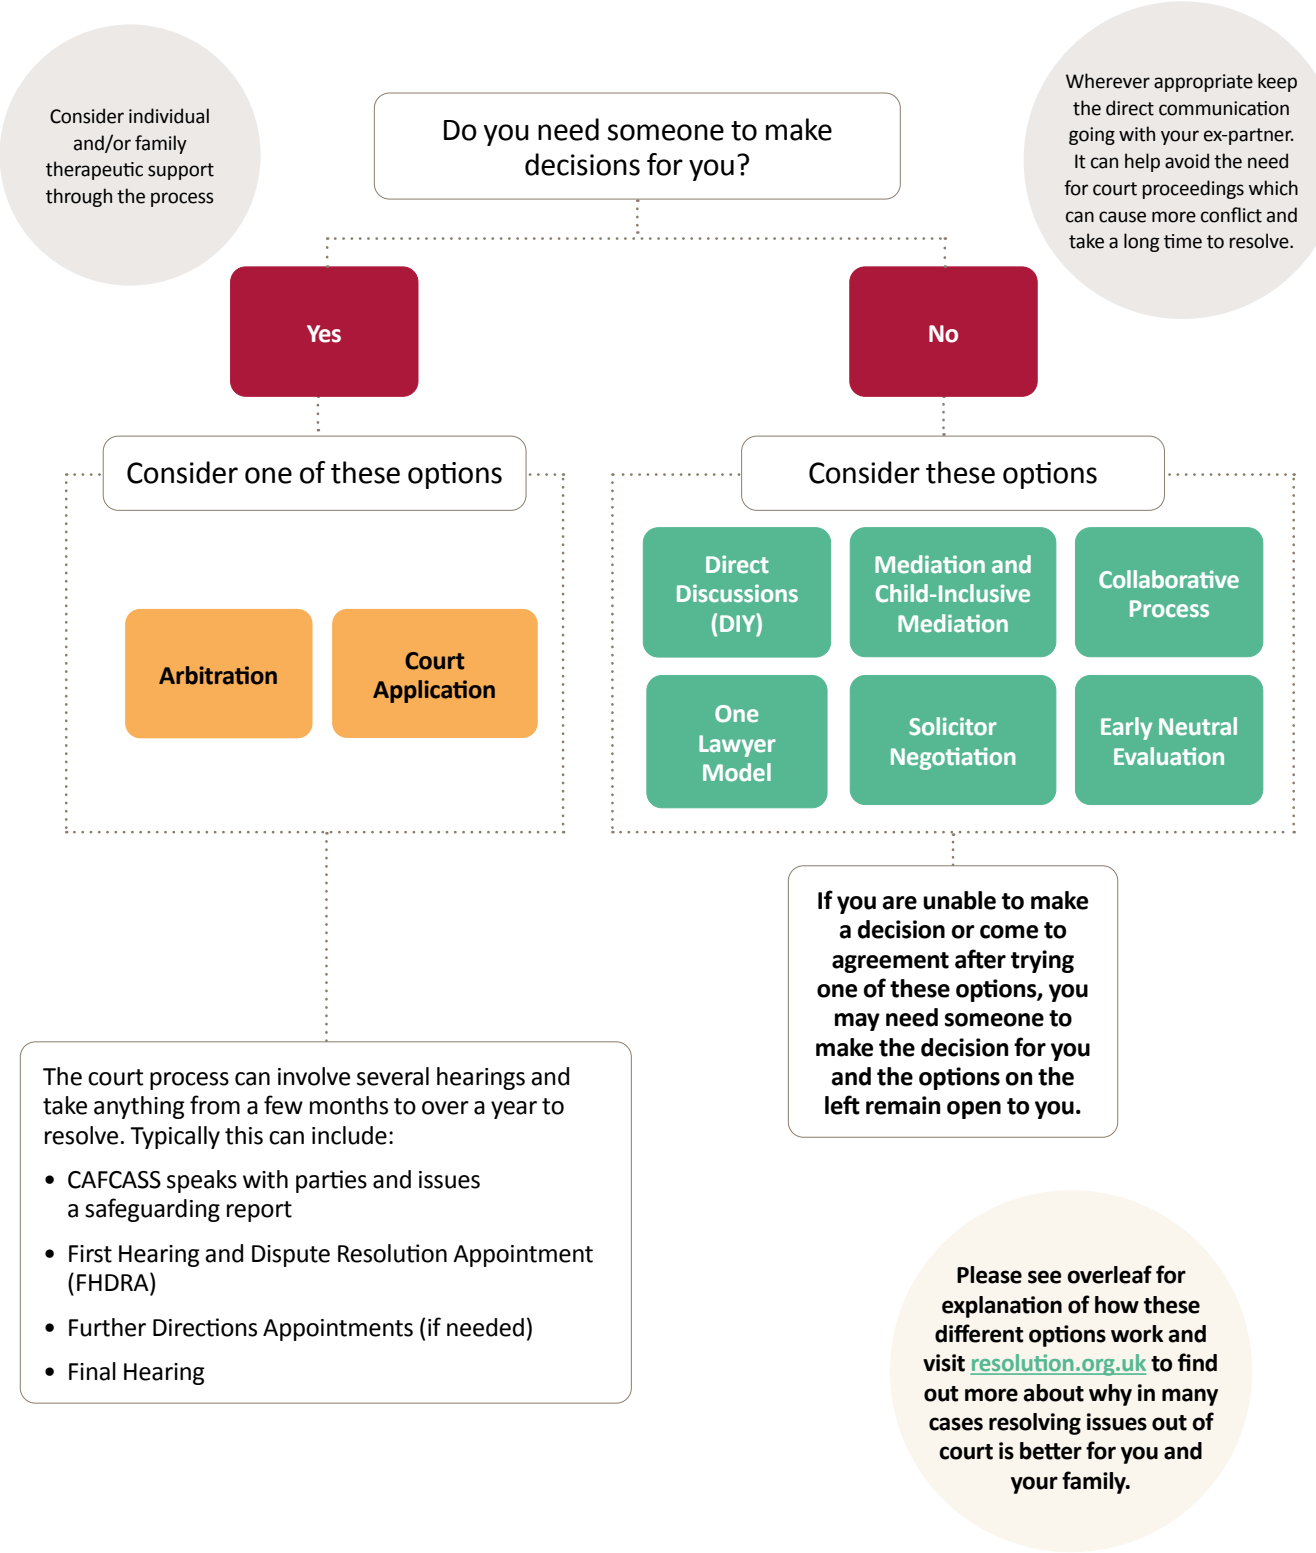 Consider individual
and/or family
therapeutic support
through the process
Do you need someone to make
decisions for you?
Wherever appropriate keep
the direct communication
going with your ex-partner.
It can help avoid the need
for court proceedings which
can cause more conflict and
take a long time to resolve.
Yes
No
Consider one of these options
Arbitration
Court
Application
Consider these options
Direct
Discussions
(DIY)
Mediation and
Child-Inclusive
Mediation
Collaborative
Process
One
Lawyer
Model
Solicitor
Negotiation
Early Neutral
Evaluation
If you are unable to make
a decision or come to
agreement after trying
one of these options, you
may need someone to
make the decision for you
and the options on the
left remain open to you.
The court process can involve several hearings and
take anything from a few months to over a year to
resolve. Typically this can include:
• CAFCASS speaks with parties and issues
a safeguarding report
• First Hearing and Dispute Resolution Appointment
(FHDRA)
• Further Directions Appointments (if needed)
• Final Hearing
Please see overleaf for
explanation of how these
different options work and
visit resolution.org.uk to find
out more about why in many
cases resolving issues out of
court is better for you and
your family.